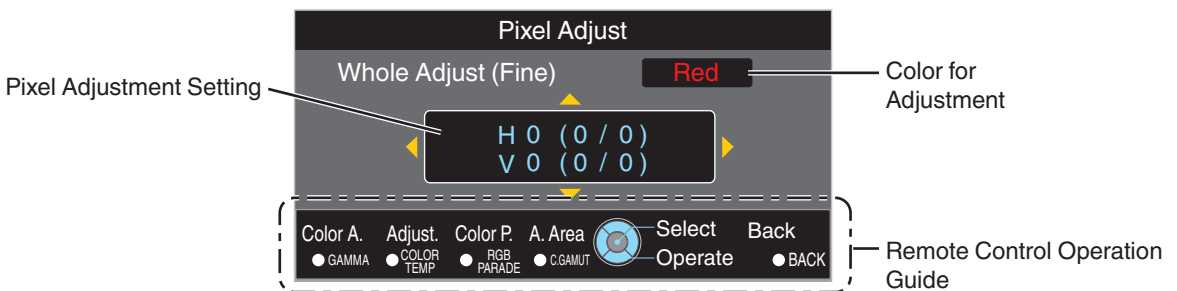 Pixel Adjust
Whole Adjust (Fine) Red
Pixel Adjustment Setting
Color for
Adjustment
H 0 (0 / 0)
V 0 (0 / 0)
Color A. Adjust. Color P. A. Area Select Back
GAMMA COLOR TEMP RGB PARADE C.GAMUT Operate BACK
Remote Control Operation
Guide